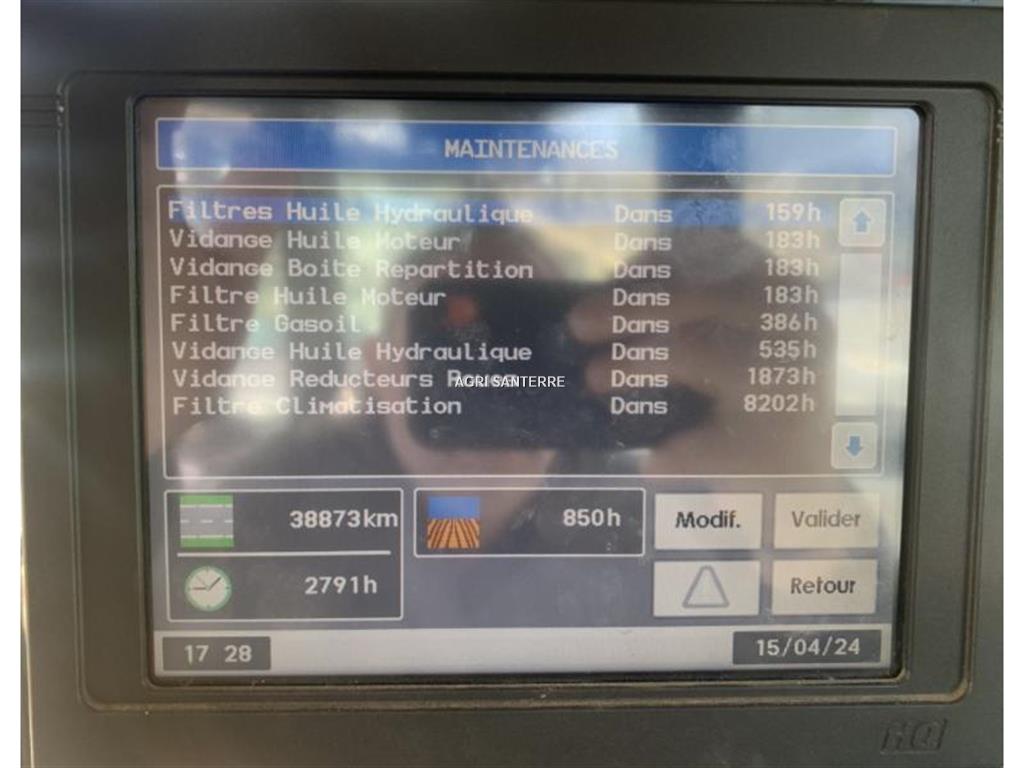 MAINTENANCES
Filtres Huile Hydraulique Dans 159h
Vidange Huile Moteur Dans 183h
Vidange Boite Repartition Dans 183h
Filtre Huile Moteur Dans 183h
Filtre Gasoil Dans 386h
Vidange Huile Hydraulique Dans 535h
Vidange Reducteurs Roues Dans 1873h
AGRI SANTERRE
Filtre Climatisation Dans 8202h
38873km 850h Modif. Valider
2791h Retour
17 28 15/04/24
HQ